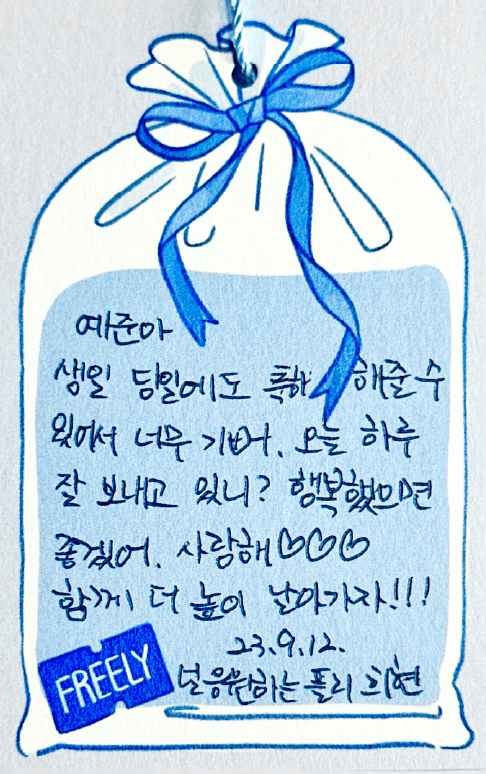 예준아
생일 당일에도 축하 해줄 수
있어서 너무 기뻐. 오늘 하루
잘 보내고 있니? 행복했으면
좋겠어. 사랑해♡♡♡
함께 더 높이 날아가자!!!
23.9.12.
널 응원하는 플리 희현
FREELY